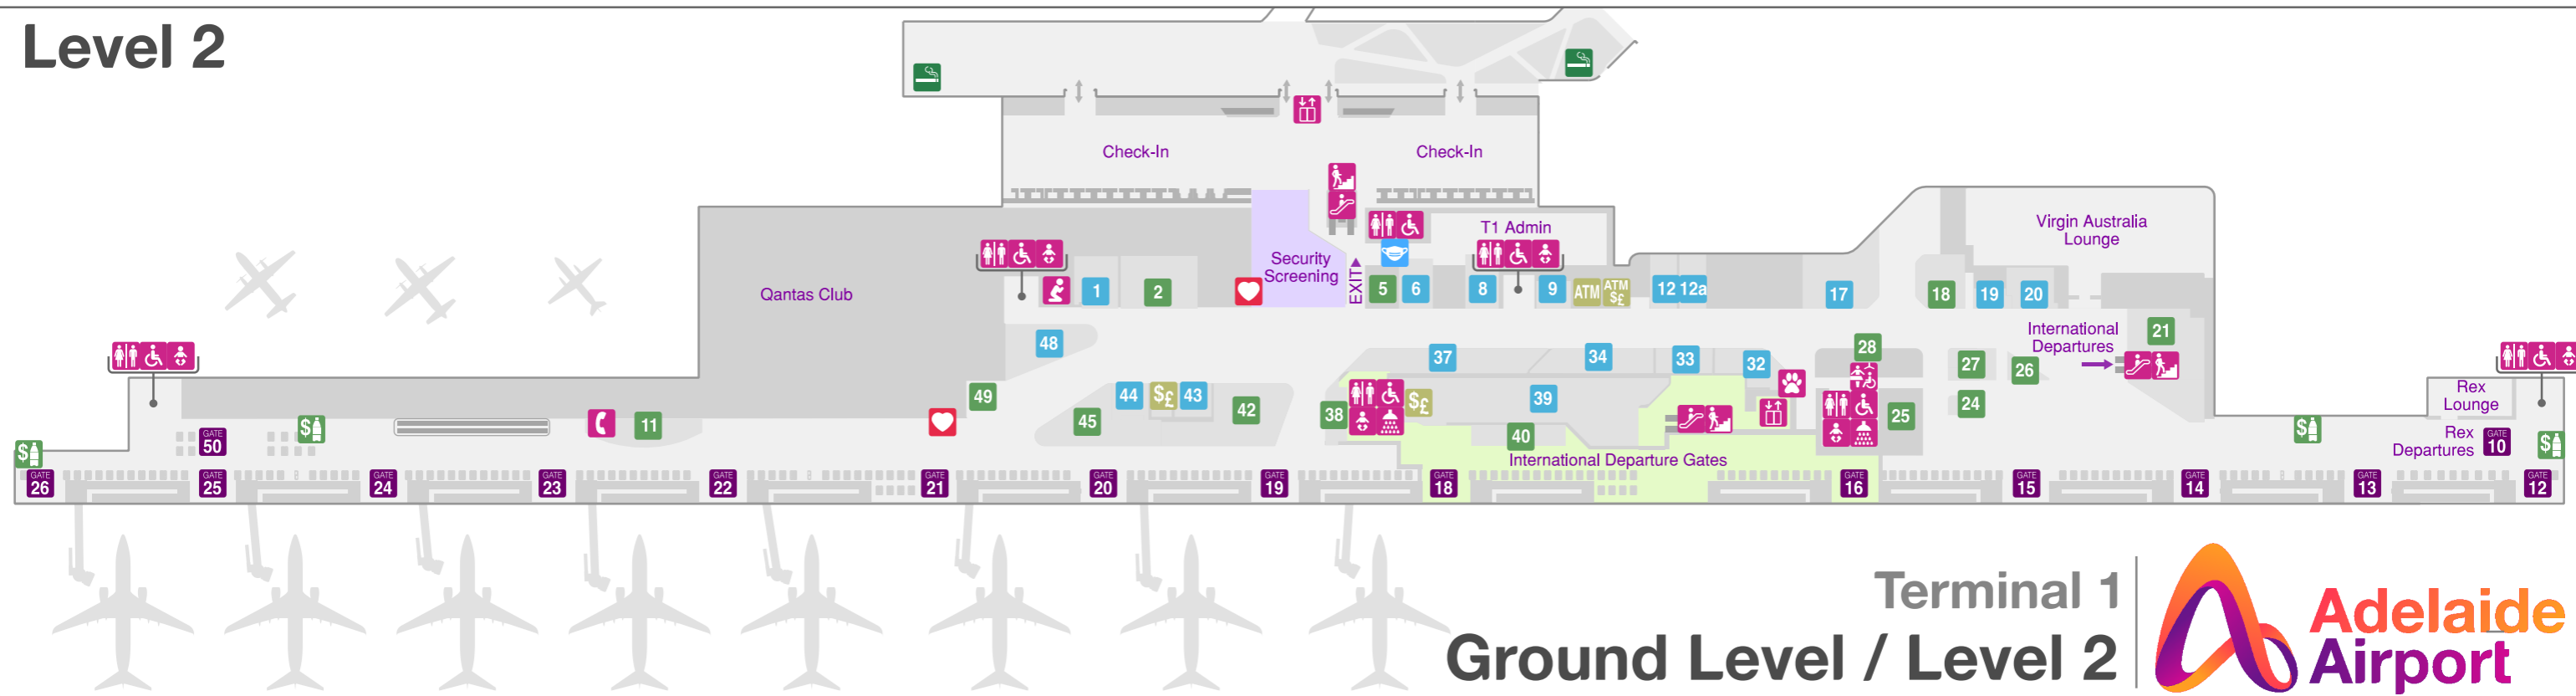 Level 2
Check-In
Check-In
T1 Admin
Virgin Australia
Lounge
Security
Screening
EXIT
Qantas Club
1
2
5
6
8
9
ATM
ATM
$£
12
12a
17
18
19
20
International
Departures
21
48
37
34
33
32
28
27
26
24
25
49
44
$£
43
42
45
38
$£
39
40
11
$
$
$
$
Rex
Lounge
Rex
Departures
GATE
10
GATE
50
International Departure Gates
GATE
26
GATE
25
GATE
24
GATE
23
GATE
22
GATE
21
GATE
20
GATE
19
GATE
18
GATE
16
GATE
15
GATE
14
GATE
13
GATE
12
Terminal 1
Ground Level / Level 2
Adelaide
Airport